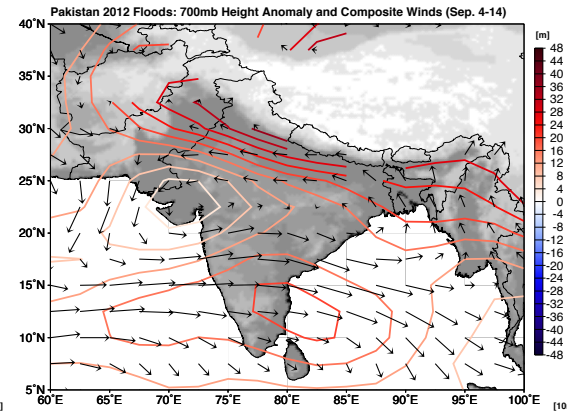 Pakistan 2012 Floods: 700mb Height Anomaly and Composite Winds (Sep. 4-14)
[m]
40˚N
35˚N
30˚N
25˚N
20˚N
15˚N
10˚N
5˚N
60˚E 65˚E 70˚E 75˚E 80˚E 85˚E 90˚E 95˚E 100˚E
48
44
40
36
32
28
24
20
16
12
8
4
0
-4
-8
-12
-16
-20
-24
-28
-32
-36
-40
-44
-48
]
[10